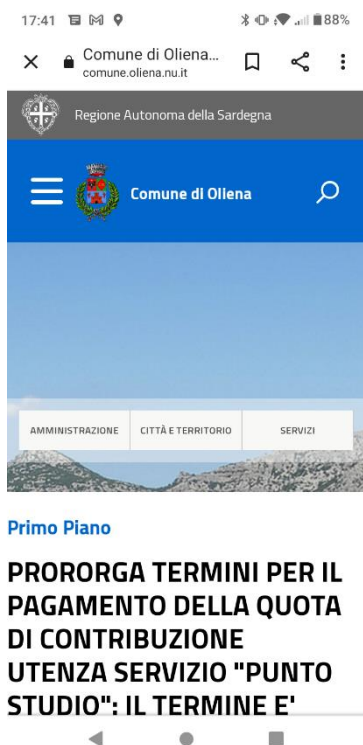 17:41 88%
Comune di Oliena...
comune.oliena.nu.it
Regione Autonoma della Sardegna
Comune di Oliena
AMMINISTRAZIONE CITTÀ E TERRITORIO SERVIZI
Primo Piano
PRORORGA TERMINI PER IL
PAGAMENTO DELLA QUOTA
DI CONTRIBUZIONE
UTENZA SERVIZIO "PUNTO
STUDIO": IL TERMINE E'